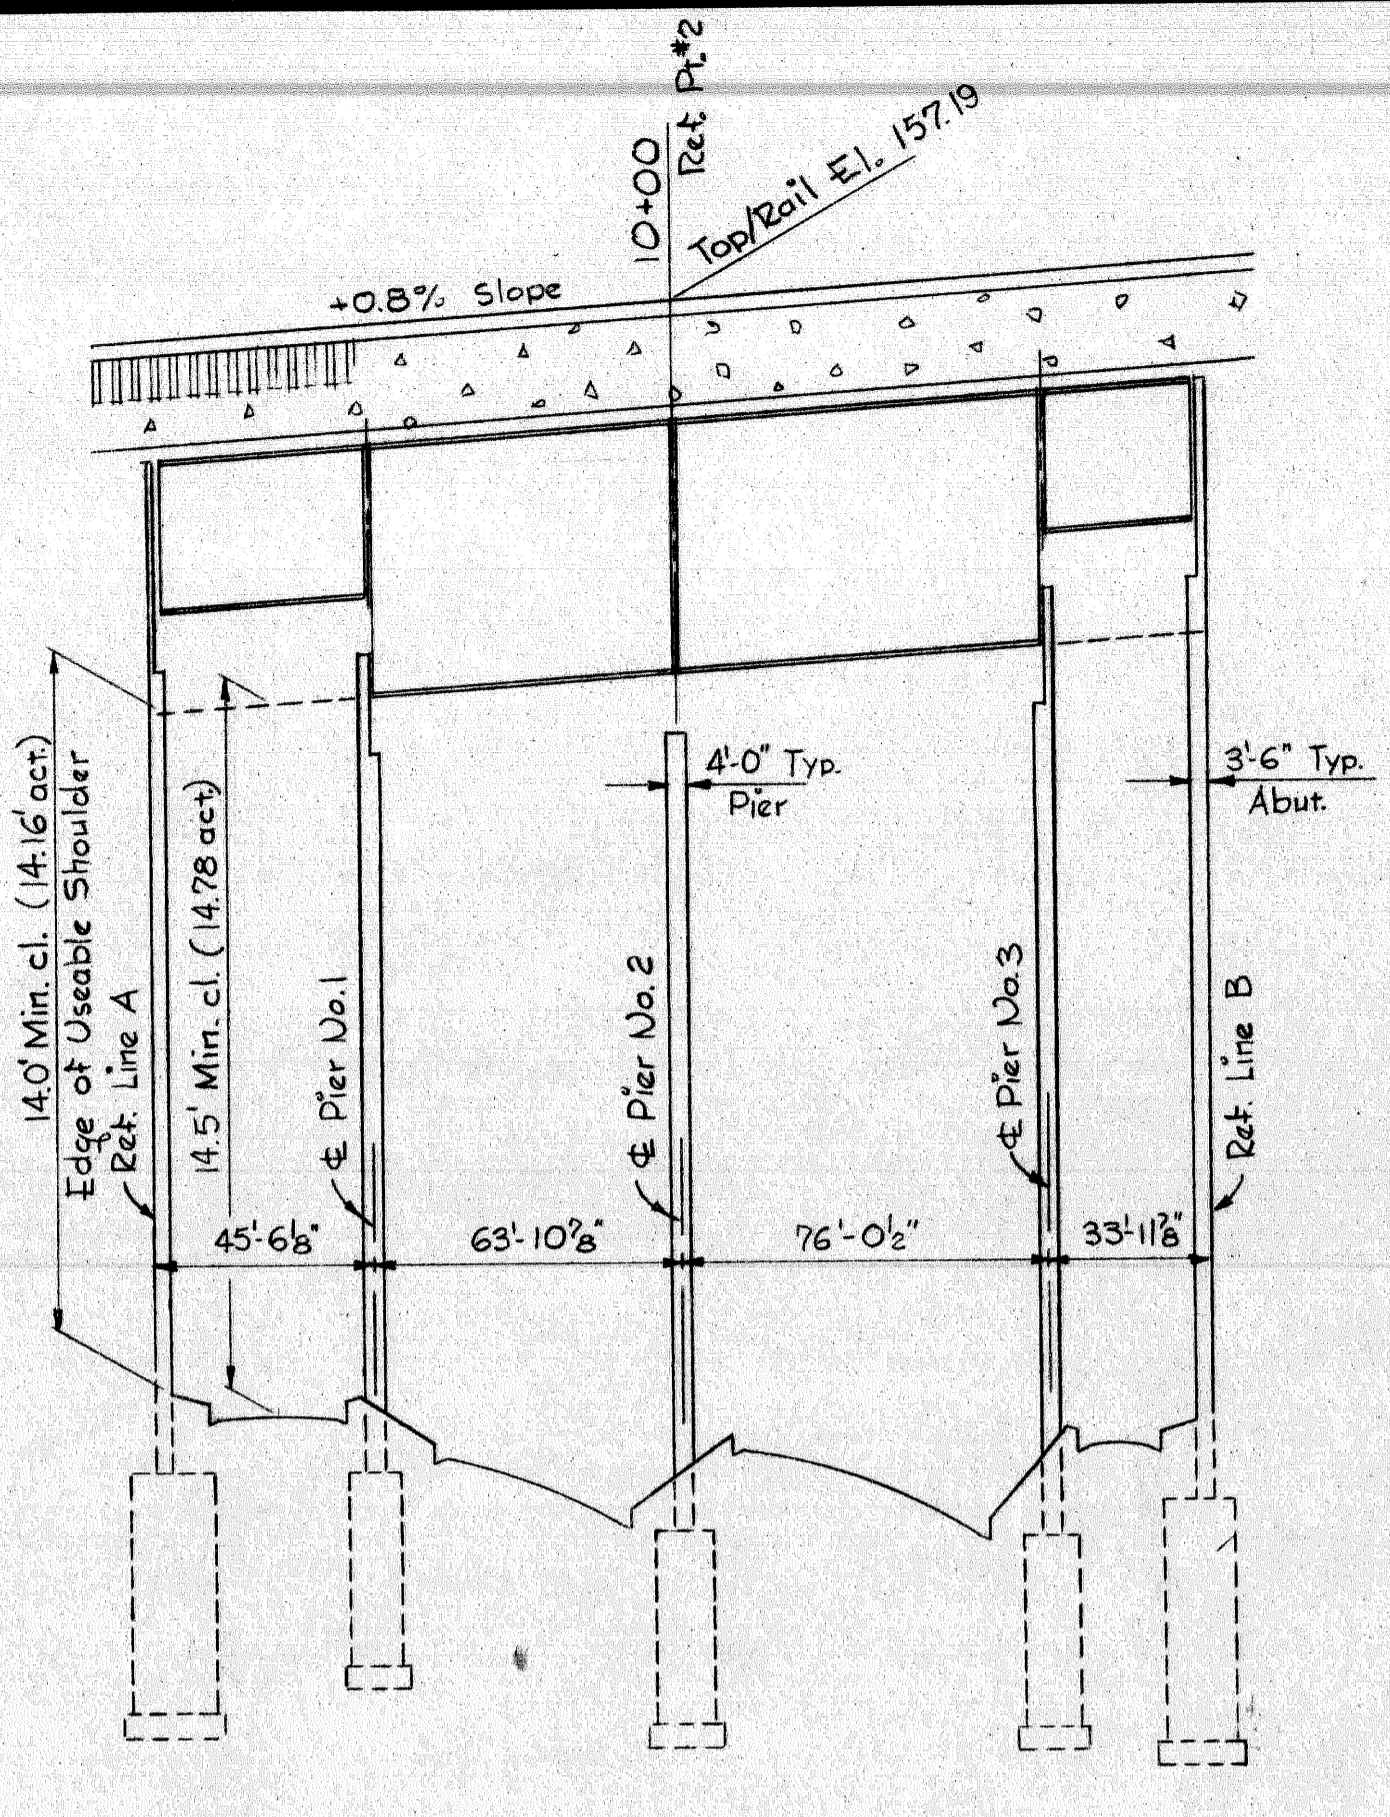 10+00
Ref. Pt. #2
Top/Rail El. 157.19
+0.8% Slope
4'-0" Typ.
Pier
3'-6" Typ.
Abut.
14.0' Min. cl. (14.16' act.)
Edge of Useable Shoulder
Ref. Line A
14.5' Min. cl. (14.78 act.)
℄ Pier No. 1
℄ Pier No. 2
℄ Pier No. 3
Ref. Line B
45'-6⅛"
63'-10⅞"
76'-0½"
33'-11⅞"